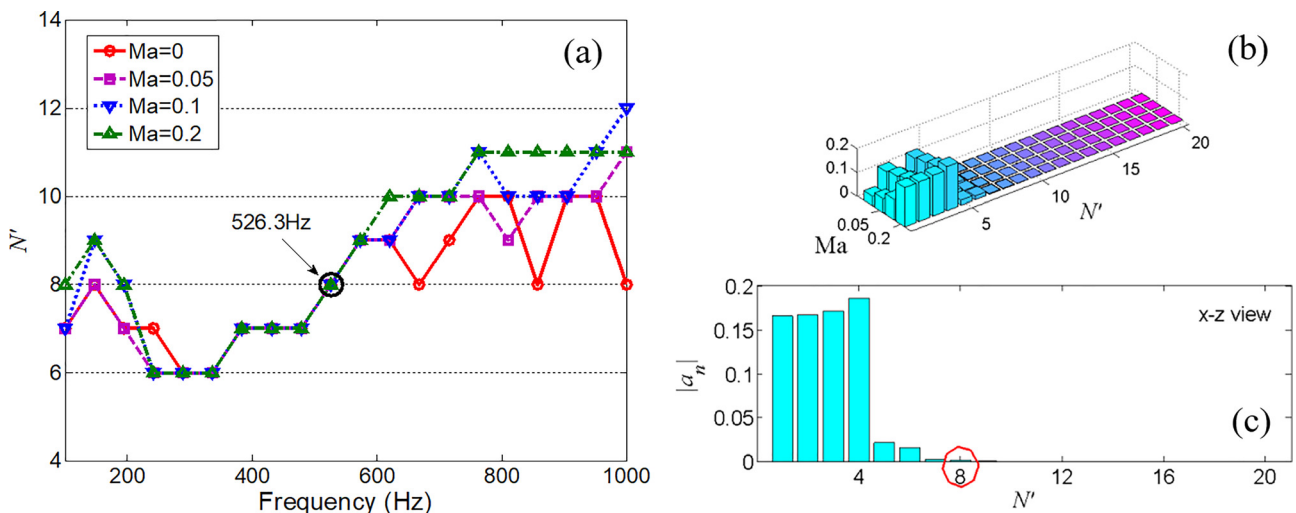 14
12
10
8
6
4
200
400
600
800
1000
N′
Frequency (Hz)
Ma=0
Ma=0.05
Ma=0.1
Ma=0.2
526.3Hz
(a)
(b)
0.2
0.1
0
0.05
0.2
Ma
5
10
15
20
N′
0.2
0.15
0.1
0.05
0
|aₙ|
x-z view
(c)
4
8
12
16
20
N′